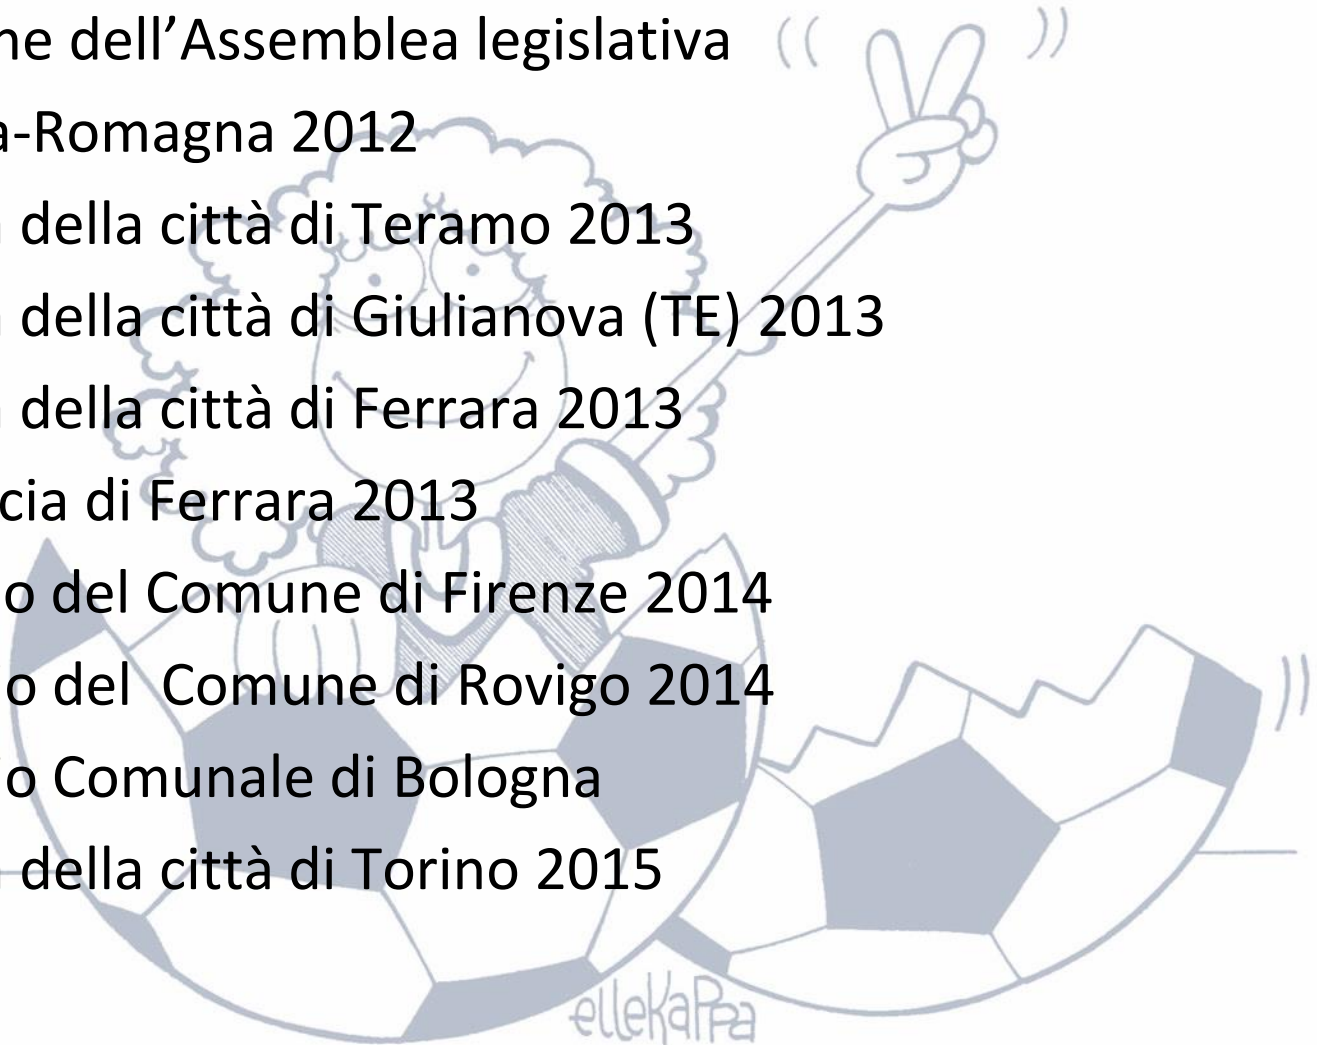 ne dell’Assemblea legislativa
a-Romagna 2012
della città di Teramo 2013
della città di Giulianova (TE) 2013
della città di Ferrara 2013
cia di Ferrara 2013
o del  Comune di Firenze 2014
io del  Comune di Rovigo 2014
io Comunale di Bologna
della città di Torino 2015
elleKappa